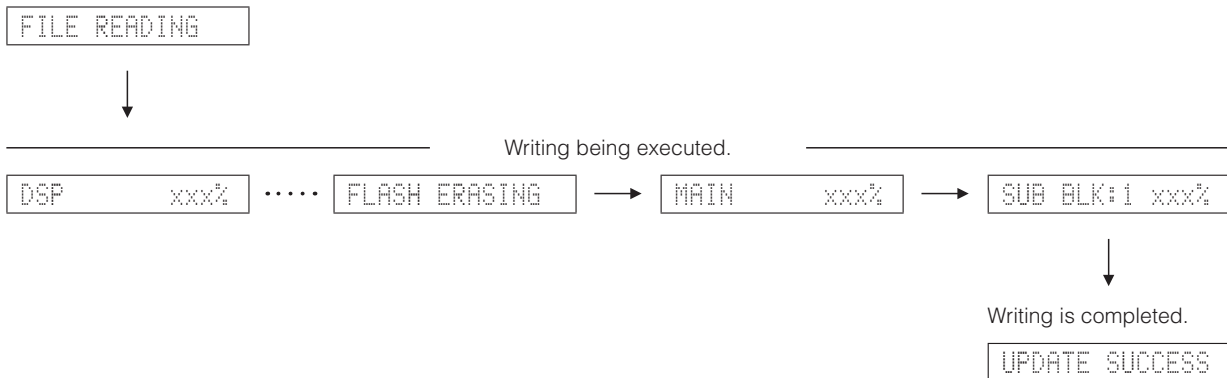 FILE READING
Writing being executed.
DSP xxx% ••••• FLASH ERASING MAIN xxx% SUB BLK:1 xxx%
Writing is completed.
UPDATE SUCCESS